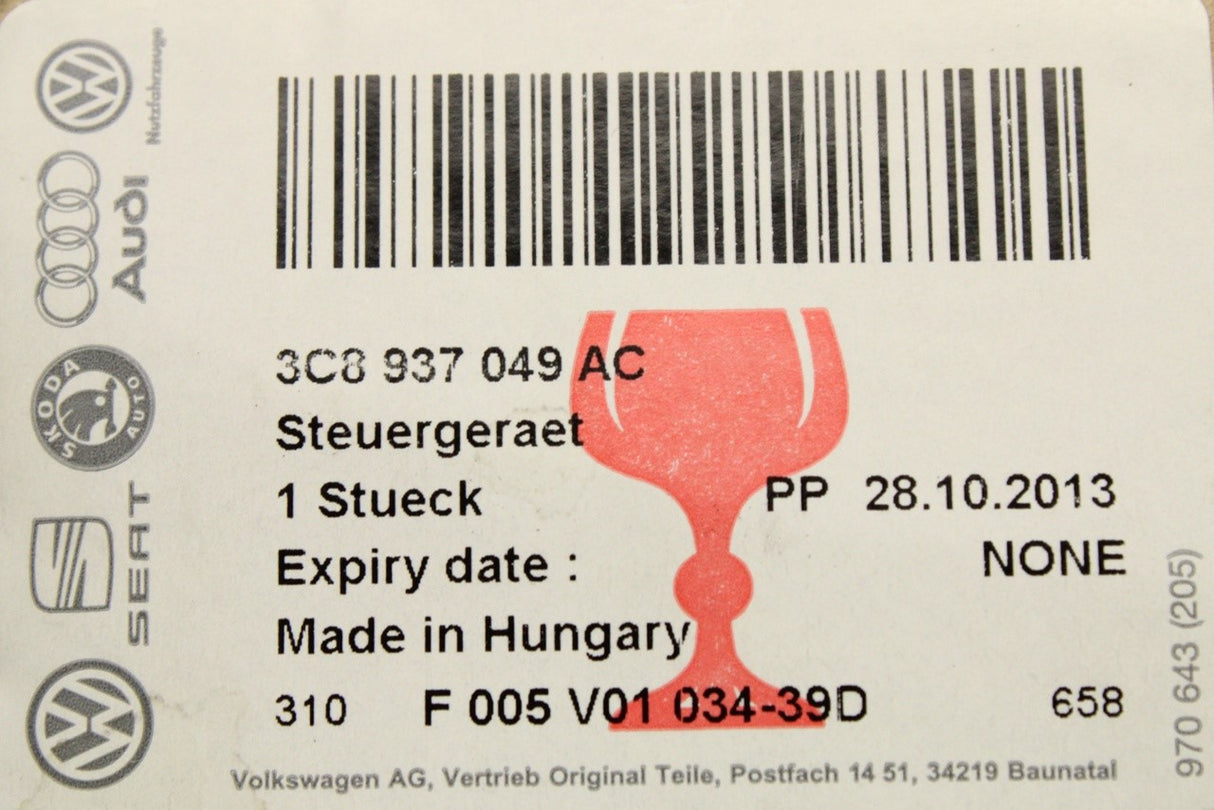 3C8 937 049 AC
Steuergeraet
1 Stueck PP 28.10.2013
Expiry date : NONE
Made in Hungary
310 F 005 V01 034-39D 658
Volkswagen AG, Vertrieb Original Teile, Postfach 14 51, 34219 Baunatal
970 643 (205)
Nutzfahrzeuge
Audi
SKODA
AUTO
SEAT